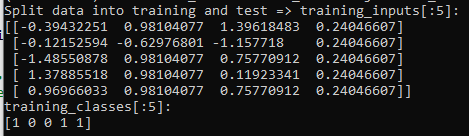 Split data into training and test => training_inputs[:5]:
[[-0.39432251  0.98104077  1.39618483  0.24046607]
[-0.12152594 -0.62976801 -1.157718    0.24046607]
[-1.48550878  0.98104077  0.75770912  0.24046607]
[ 1.37885518  0.98104077  0.11923341  0.24046607]
[ 0.96966033  0.98104077  0.75770912  0.24046607]]
training_classes[:5]:
[1 0 0 1 1]